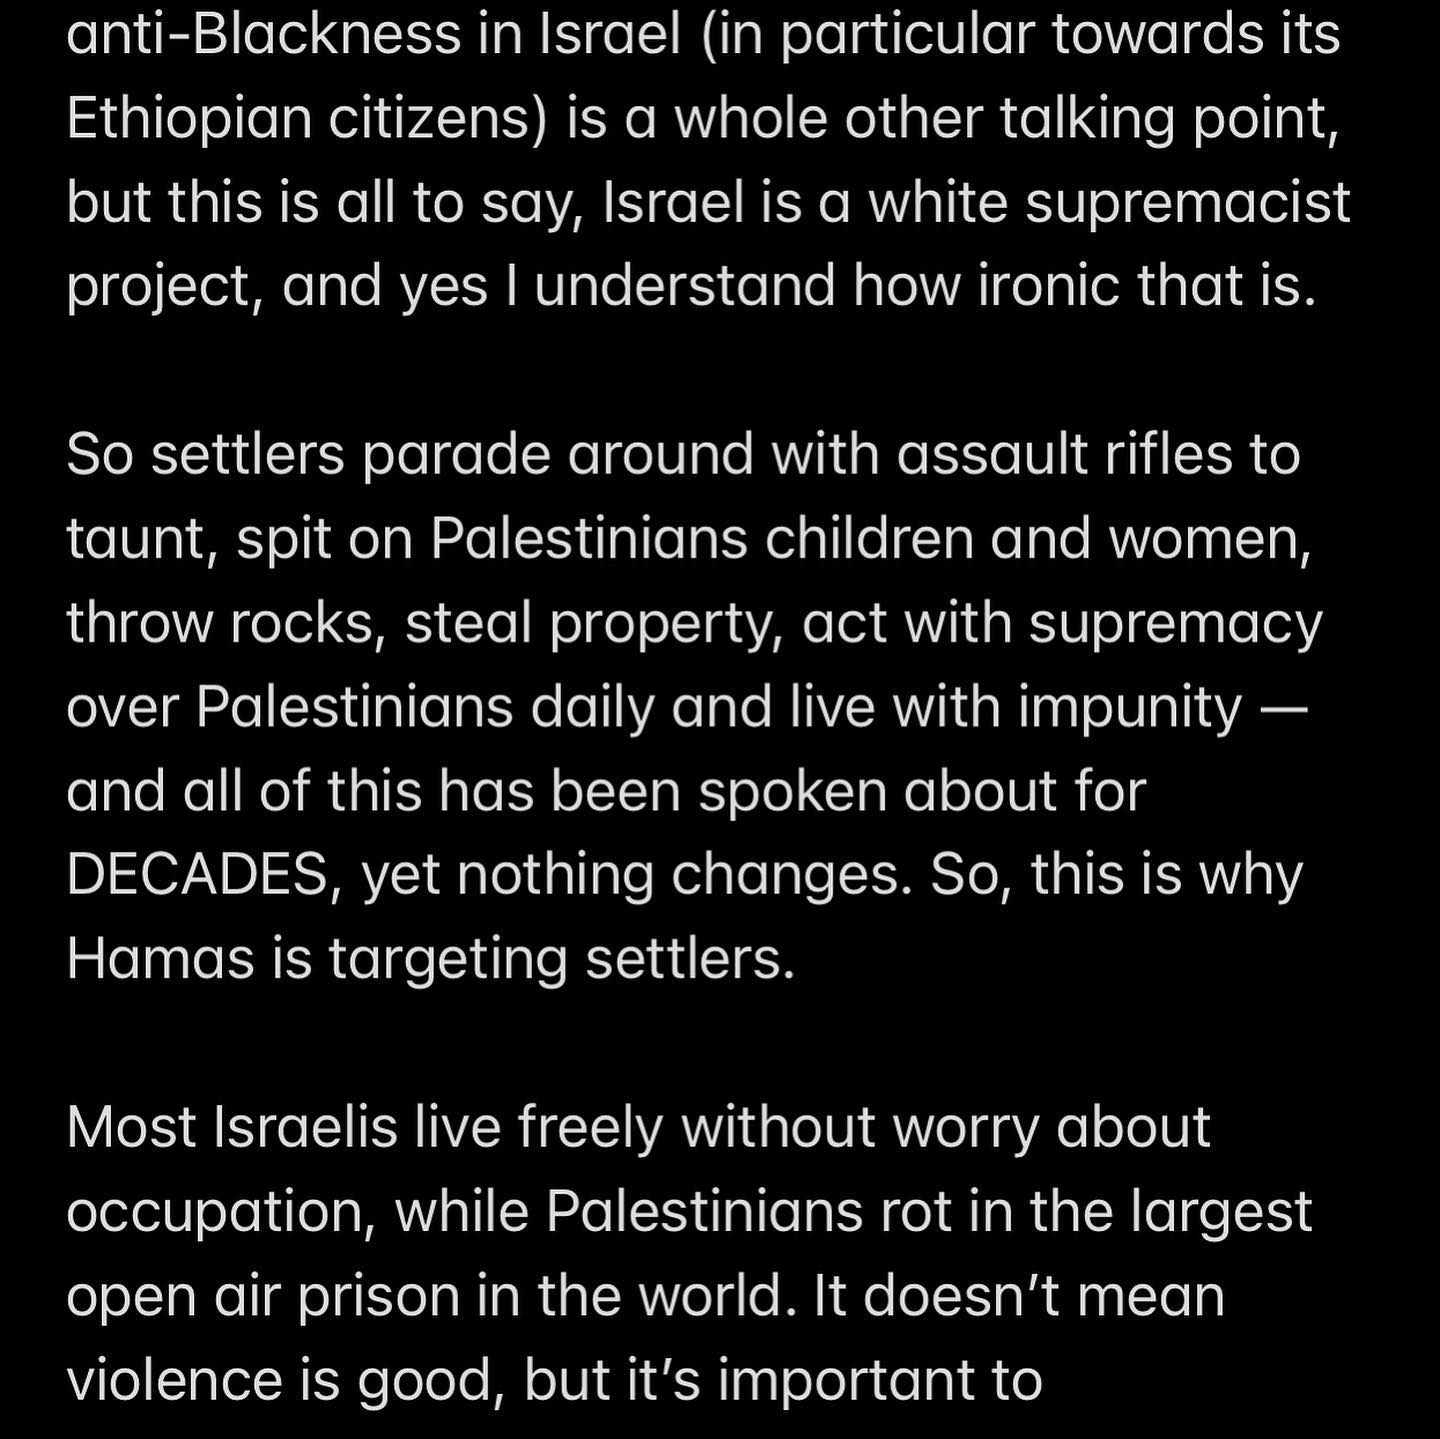 anti-Blackness in Israel (in particular towards its
Ethiopian citizens) is a whole other talking point,
but this is all to say, Israel is a white supremacist
project, and yes I understand how ironic that is.
So settlers parade around with assault rifles to
taunt, spit on Palestinians children and women,
throw rocks, steal property, act with supremacy
over Palestinians daily and live with impunity —
and all of this has been spoken about for
DECADES, yet nothing changes. So, this is why
Hamas is targeting settlers.
Most Israelis live freely without worry about
occupation, while Palestinians rot in the largest
open air prison in the world. It doesn’t mean
violence is good, but it’s important to